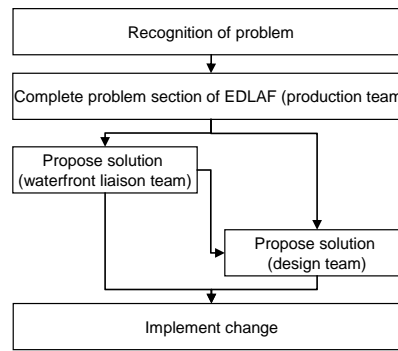 Recognition of problem
Complete problem section of EDLAF (production team
Propose solution
(waterfront liaison team)
Propose solution
(design team)
Implement change